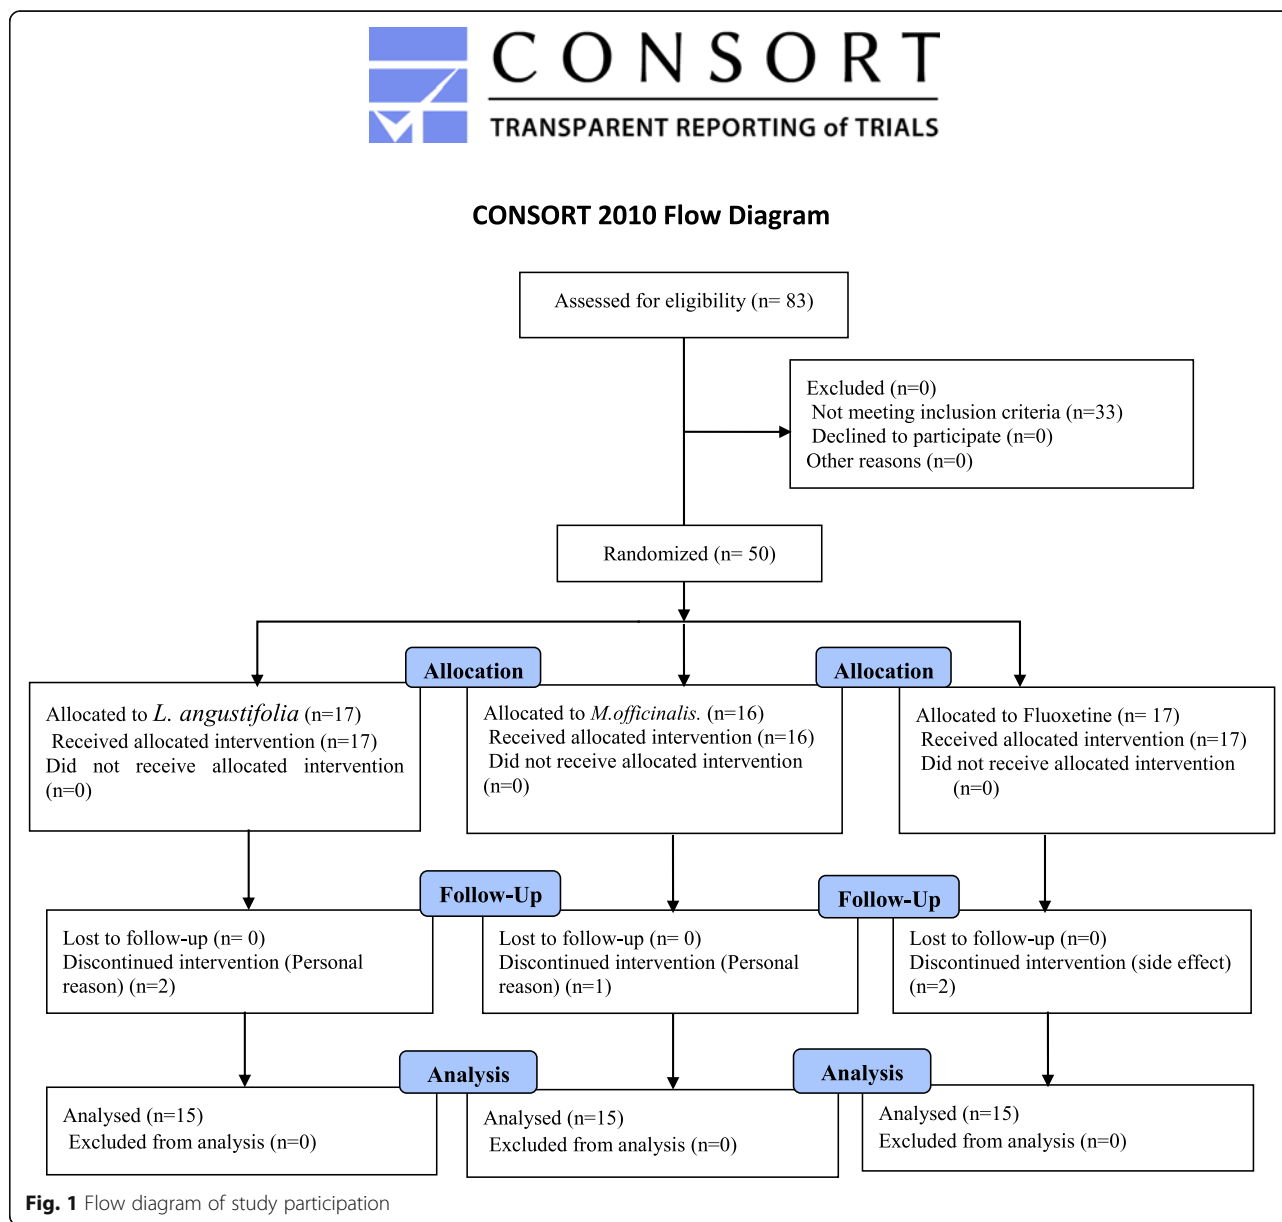 CONSORT
TRANSPARENT REPORTING of TRIALS
CONSORT 2010 Flow Diagram
Assessed for eligibility (n= 83)
Excluded (n=0)
Not meeting inclusion criteria (n=33)
Declined to participate (n=0)
Other reasons (n=0)
Randomized (n= 50)
Allocation
Allocation
Allocated to L. angustifolia (n=17)
Received allocated intervention (n=17)
Did not receive allocated intervention
(n=0)
Allocated to M.officinalis. (n=16)
Received allocated intervention (n=16)
Did not receive allocated intervention
(n=0)
Allocated to Fluoxetine (n= 17)
Received allocated intervention (n=17)
Did not receive allocated intervention
(n=0)
Follow-Up
Follow-Up
Lost to follow-up (n= 0)
Discontinued intervention (Personal
reason) (n=2)
Lost to follow-up (n= 0)
Discontinued intervention (Personal
reason) (n=1)
Lost to follow-up (n=0)
Discontinued intervention (side effect)
(n=2)
Analysis
Analysis
Analysed (n=15)
Excluded from analysis (n=0)
Analysed (n=15)
Excluded from analysis (n=0)
Analysed (n=15)
Excluded from analysis (n=0)
Fig. 1 Flow diagram of study participation